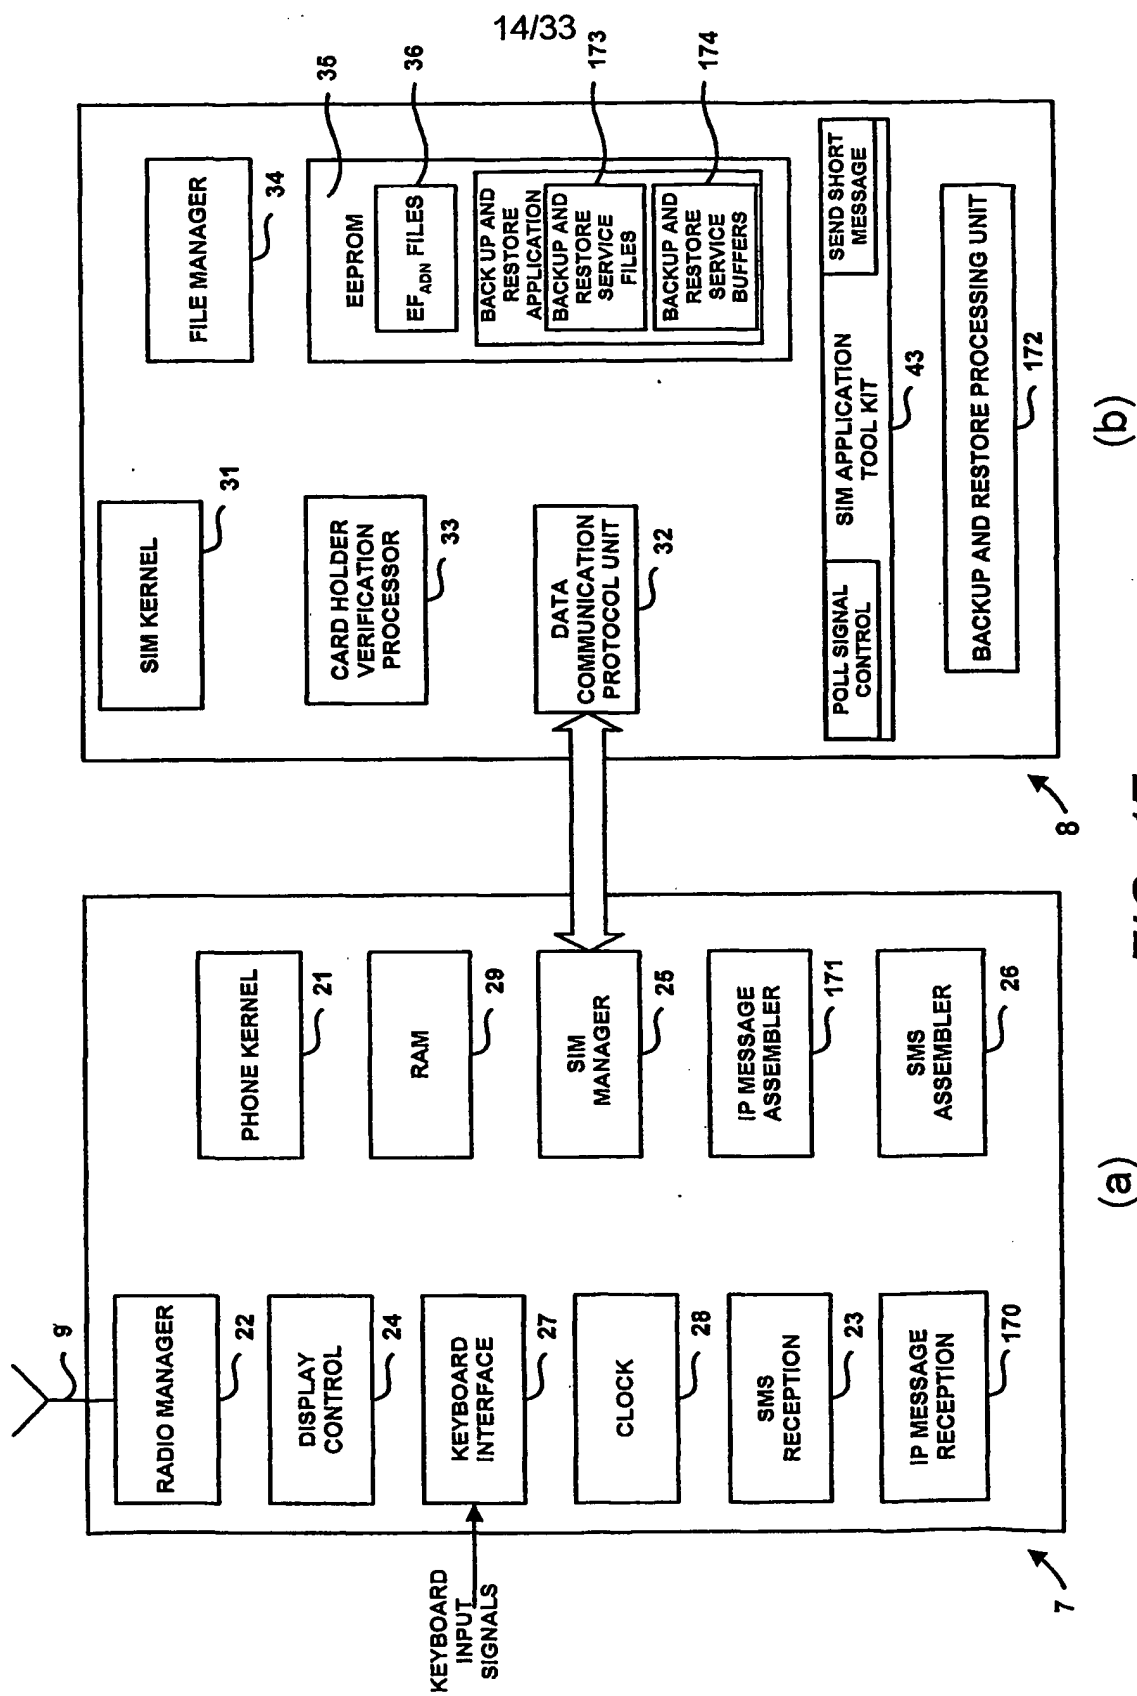 14/33
9
RADIO MANAGER
22
DISPLAY
CONTROL
24
KEYBOARD
INPUT
SIGNALS
KEYBOARD
INTERFACE
27
CLOCK
28
SMS
RECEPTION
23
IP MESSAGE
RECEPTION
170
PHONE KERNEL
21
RAM
29
SIM
MANAGER
25
IP MESSAGE
ASSEMBLER
171
SMS
ASSEMBLER
26
7
(a)
SIM KERNEL
31
CARD HOLDER
VERIFICATION
PROCESSOR
33
DATA
COMMUNICATION
PROTOCOL UNIT
32
FILE MANAGER
34
35
EEPROM
36
EF ADN FILES
BACK UP AND
RESTORE
APPLICATION
173
BACKUP AND
RESTORE
SERVICE
FILES
174
BACKUP AND
RESTORE
SERVICE
BUFFERS
POLL SIGNAL
CONTROL
SIM APPLICATION
TOOL KIT
SEND SHORT
MESSAGE
43
BACKUP AND RESTORE PROCESSING UNIT
172
8
(b)